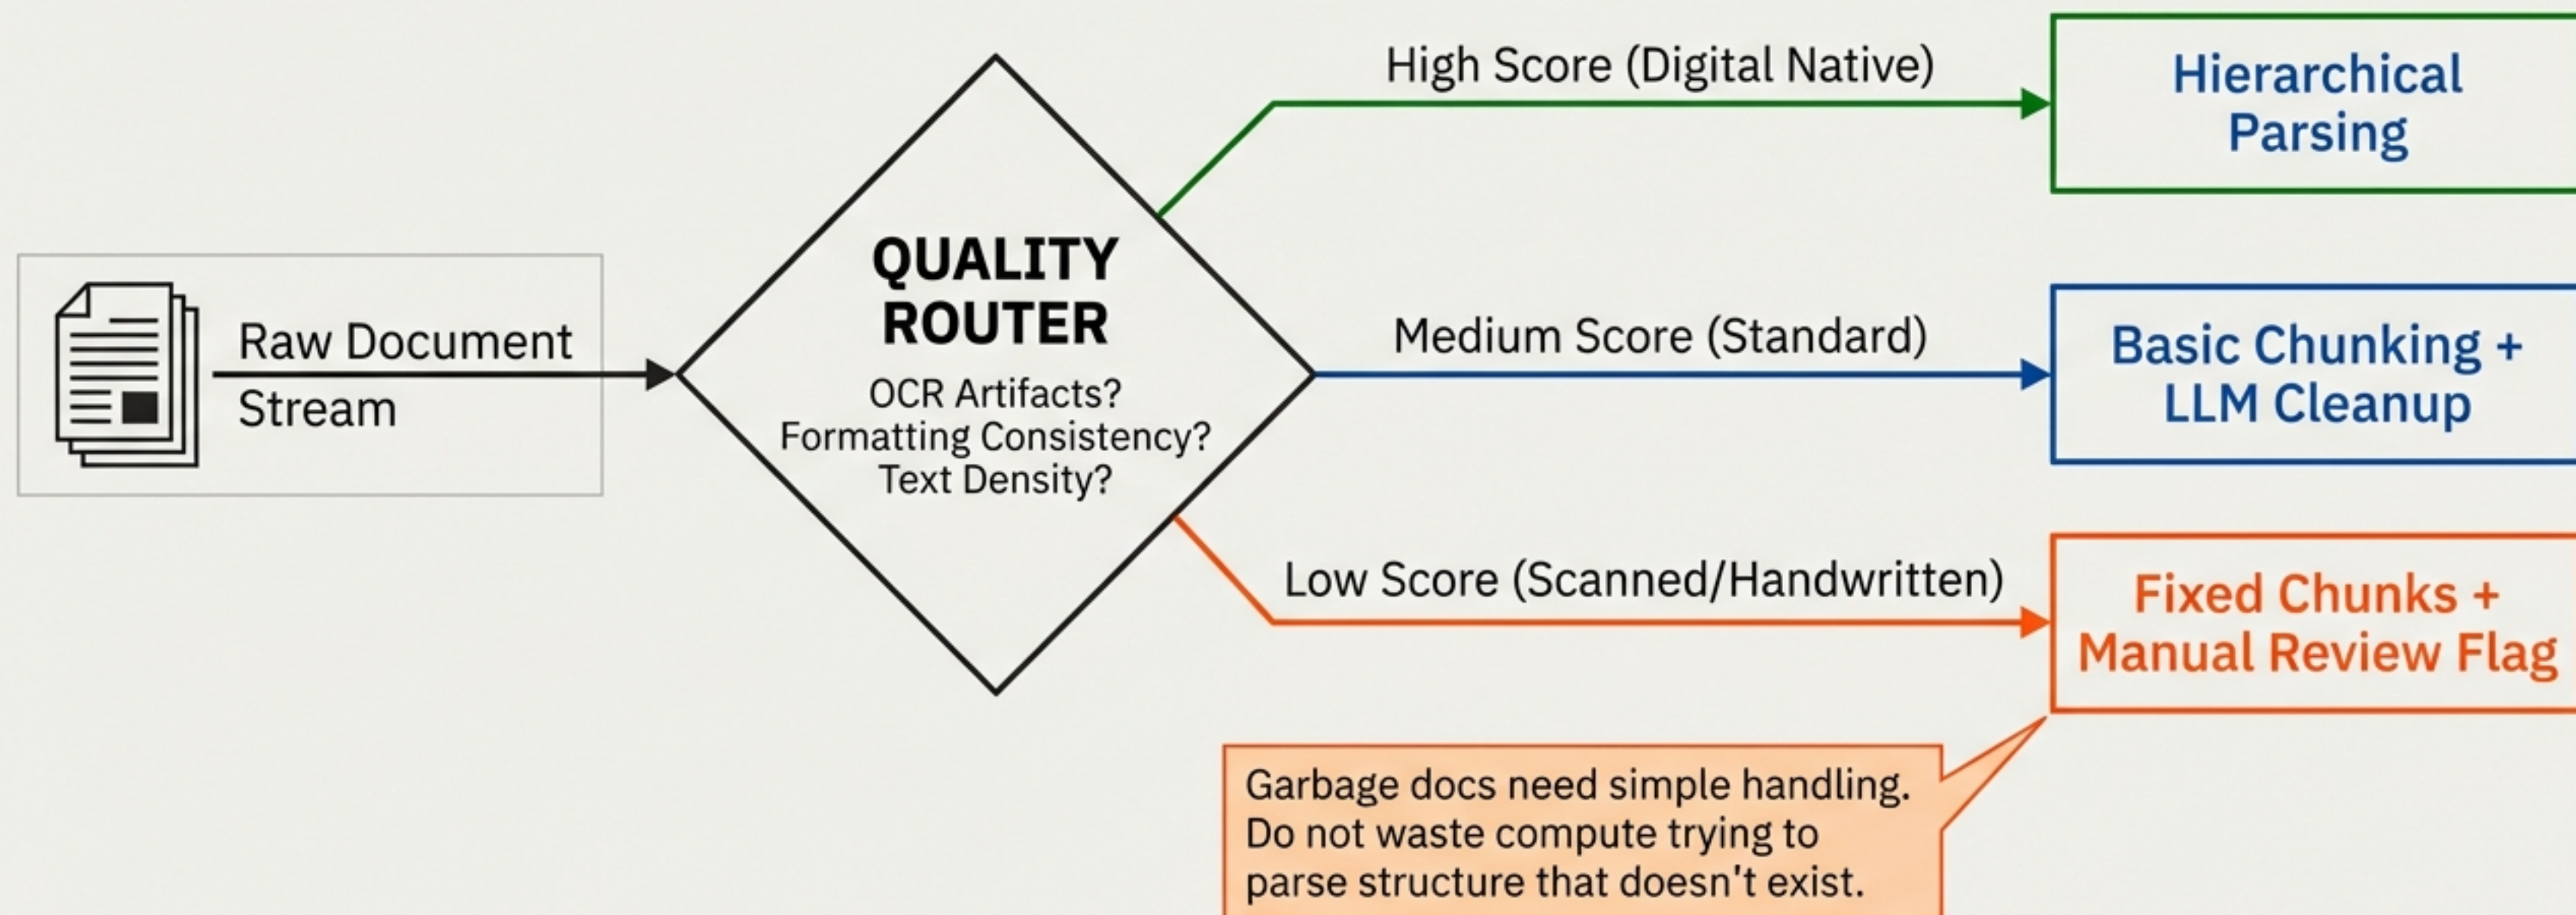 Raw Document
Stream
QUALITY
ROUTER
OCR Artifacts?
Formatting Consistency?
Text Density?
High Score (Digital Native)
Hierarchical
Parsing
Medium Score (Standard)
Basic Chunking +
LLM Cleanup
Low Score (Scanned/Handwritten)
Fixed Chunks +
Manual Review Flag
Garbage docs need simple handling.
Do not waste compute trying to
parse structure that doesn't exist.